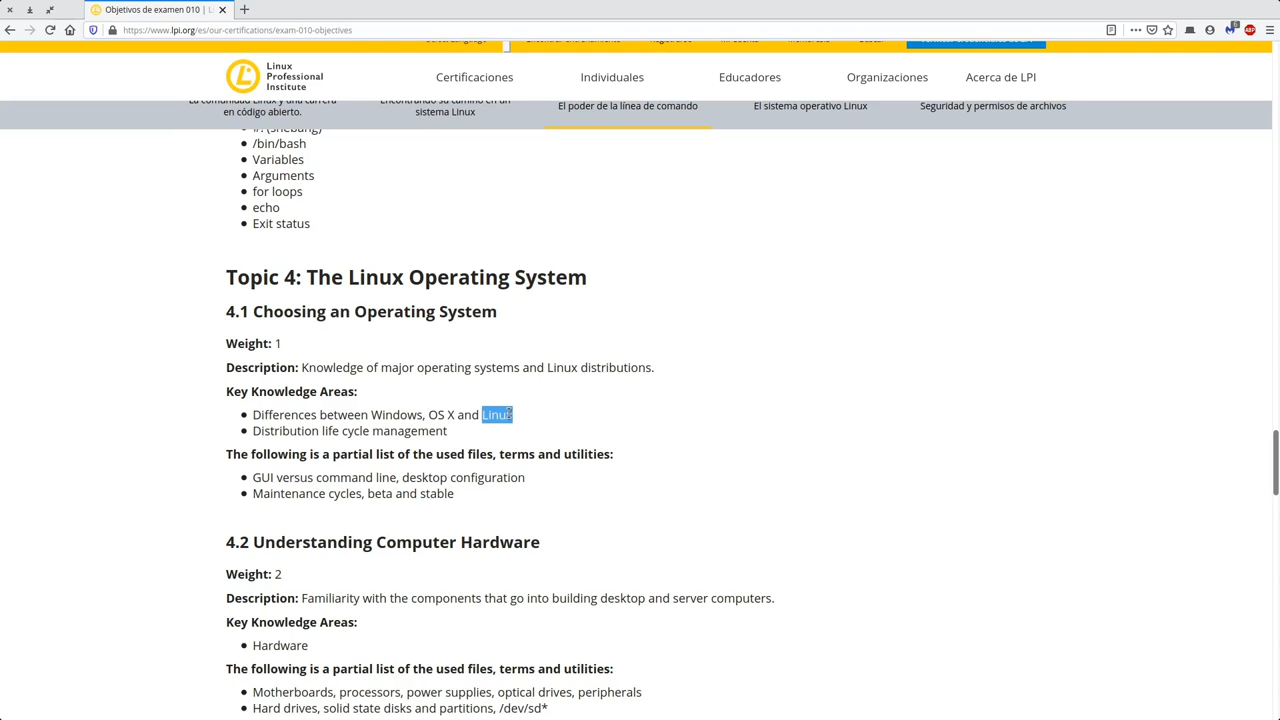 Objetivos de examen 010 | Li
https://www.lpi.org/es/our-certifications/exam-010-objectives
6
ABP
Linux
Professional
Institute
Certificaciones
Individuales
Educadores
Organizaciones
Acerca de LPI
La comunidad Linux y una carrera
en código abierto.
Encontrando su camino en un
sistema Linux
El poder de la línea de comando
El sistema operativo Linux
Seguridad y permisos de archivos
#! (shebang)
/bin/bash
Variables
Arguments
for loops
echo
Exit status
Topic 4: The Linux Operating System
4.1 Choosing an Operating System
Weight: 1
Description: Knowledge of major operating systems and Linux distributions.
Key Knowledge Areas:
Differences between Windows, OS X and Linux
Distribution life cycle management
The following is a partial list of the used files, terms and utilities:
GUI versus command line, desktop configuration
Maintenance cycles, beta and stable
4.2 Understanding Computer Hardware
Weight: 2
Description: Familiarity with the components that go into building desktop and server computers.
Key Knowledge Areas:
Hardware
The following is a partial list of the used files, terms and utilities:
Motherboards, processors, power supplies, optical drives, peripherals
Hard drives, solid state disks and partitions, /dev/sd*